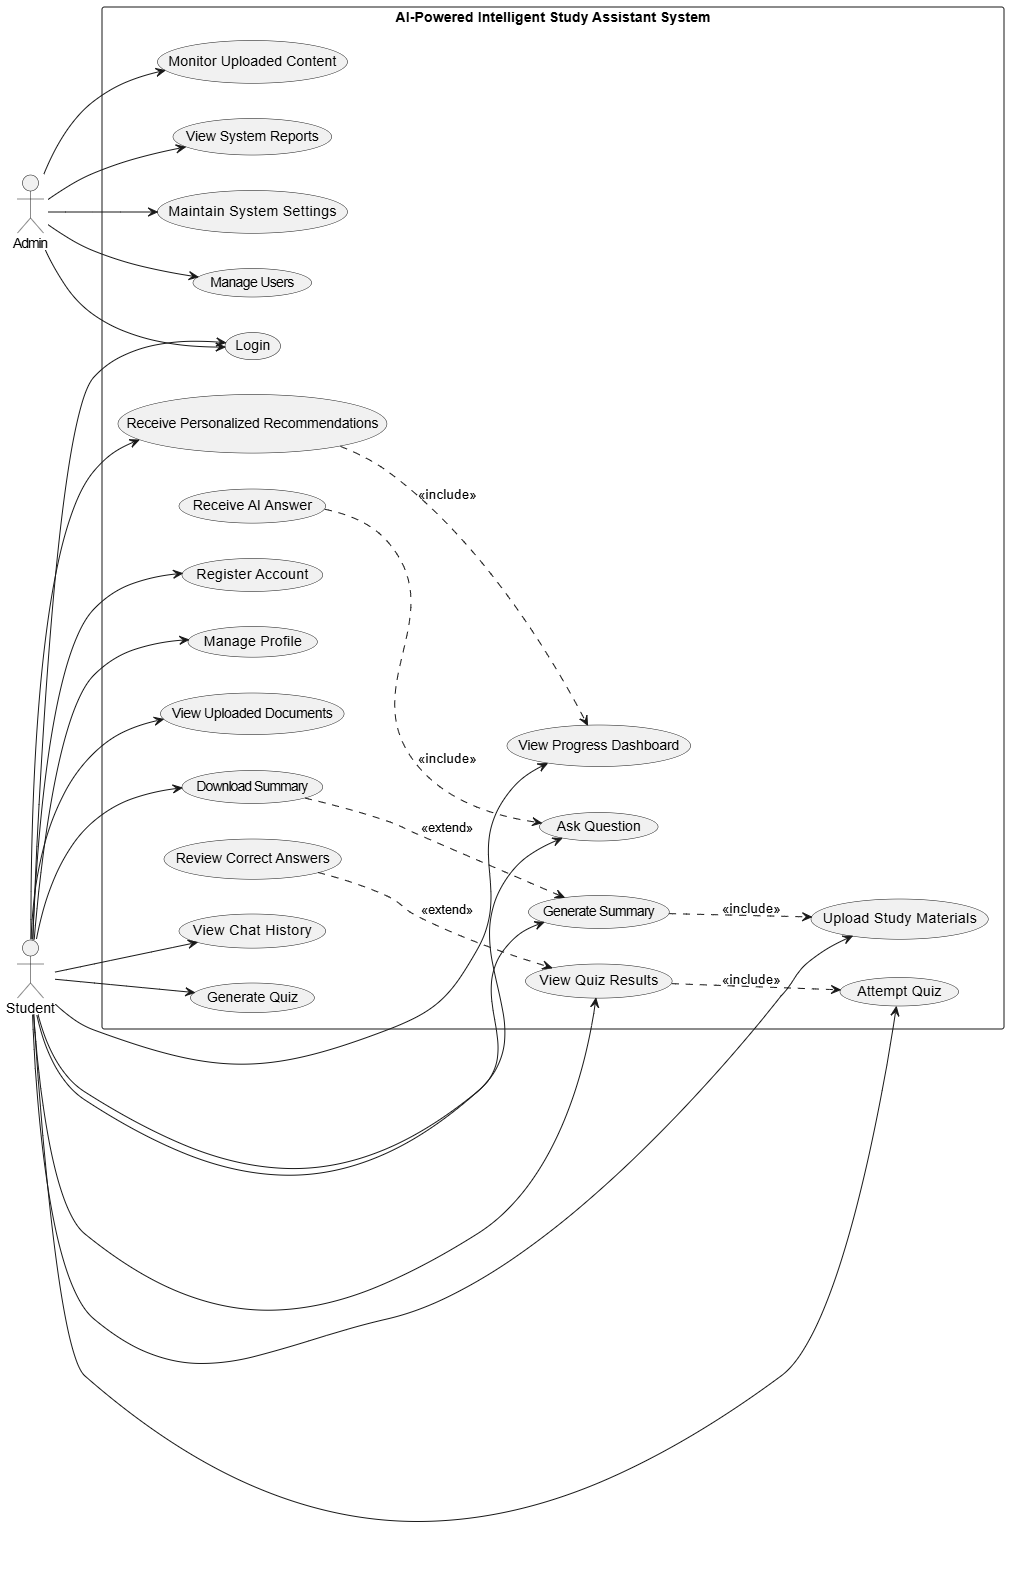 AI-Powered Intelligent Study Assistant System
Monitor Uploaded Content
View System Reports
Maintain System Settings
Admin
Manage Users
Login
Receive Personalized Recommendations
«include»
Receive AI Answer
Register Account
Manage Profile
View Uploaded Documents
View Progress Dashboard
«include»
Download Summary
«extend»
Ask Question
Review Correct Answers
«extend»
Generate Summary
«include»
Upload Study Materials
View Chat History
View Quiz Results
«include»
Attempt Quiz
Generate Quiz
Student